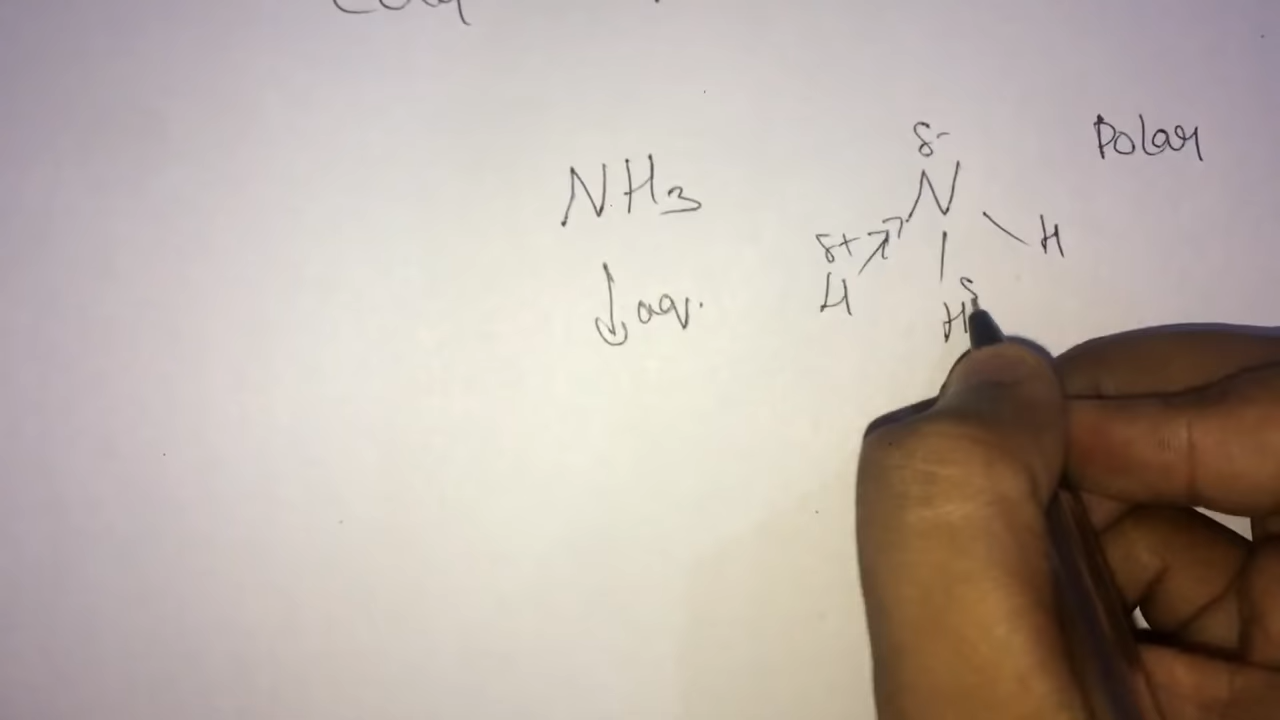 NH3
↓ aq.
δ- Polar
N
δ+ H
H
H δ